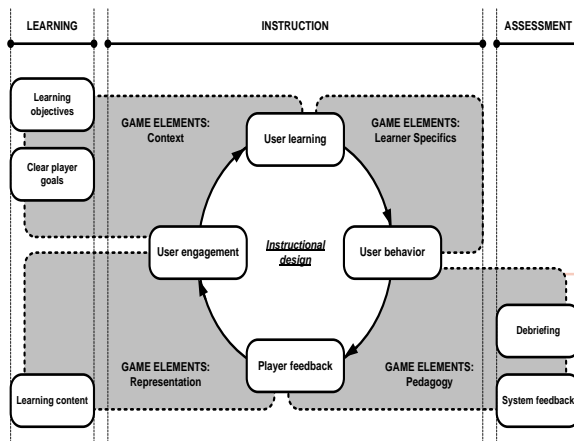 LEARNING
INSTRUCTION
ASSESSMENT
Learning
objectives
GAME ELEMENTS:
Context
User learning
GAME ELEMENTS:
Learner Specifics
Clear player
goals
User engagement
Instructional
design
User behavior
Debriefing
GAME ELEMENTS:
Representation
Player feedback
GAME ELEMENTS:
Pedagogy
Learning content
System feedback